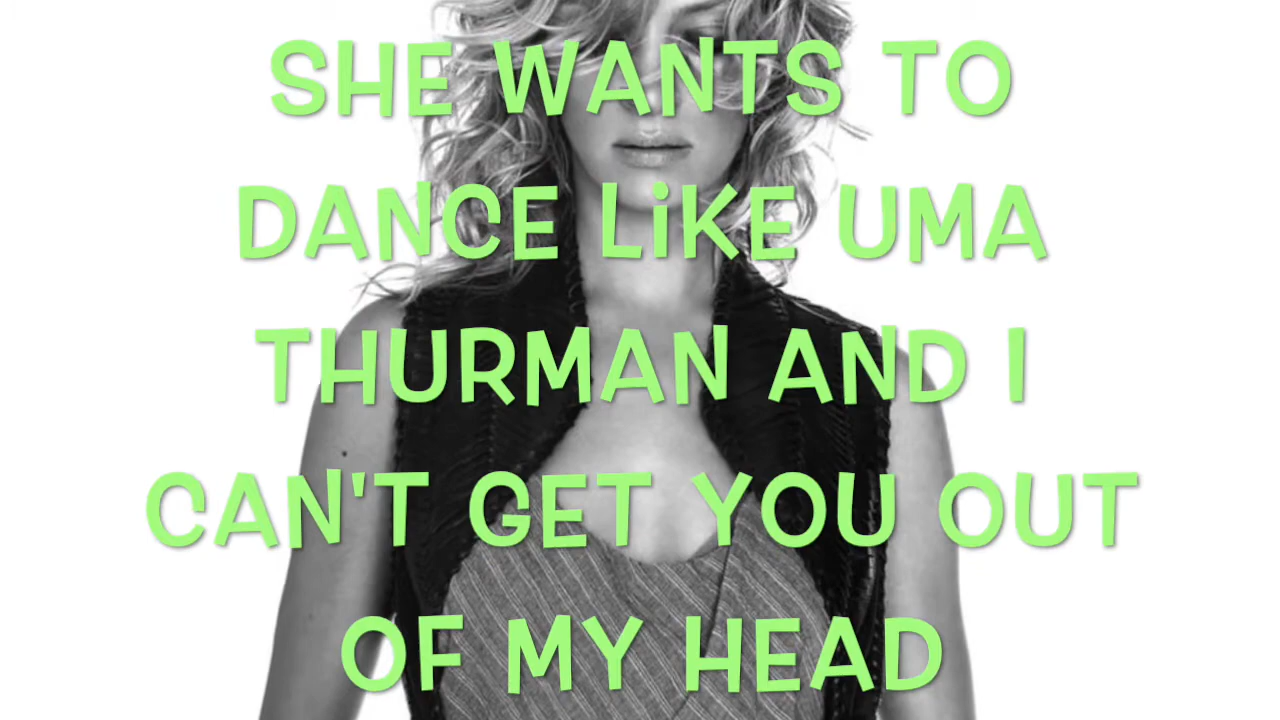 SHE WANTS TO
DANCE LiKE UMA
THURMAN AND I
CAN'T GET YOU OUT
OF MY HEAD